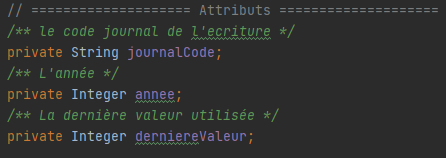 // ==================== Attributs ====================
/** le code journal de l'ecriture */
private String journalCode;
/** L'année */
private Integer annee;
/** La dernière valeur utilisée */
private Integer derniereValeur;